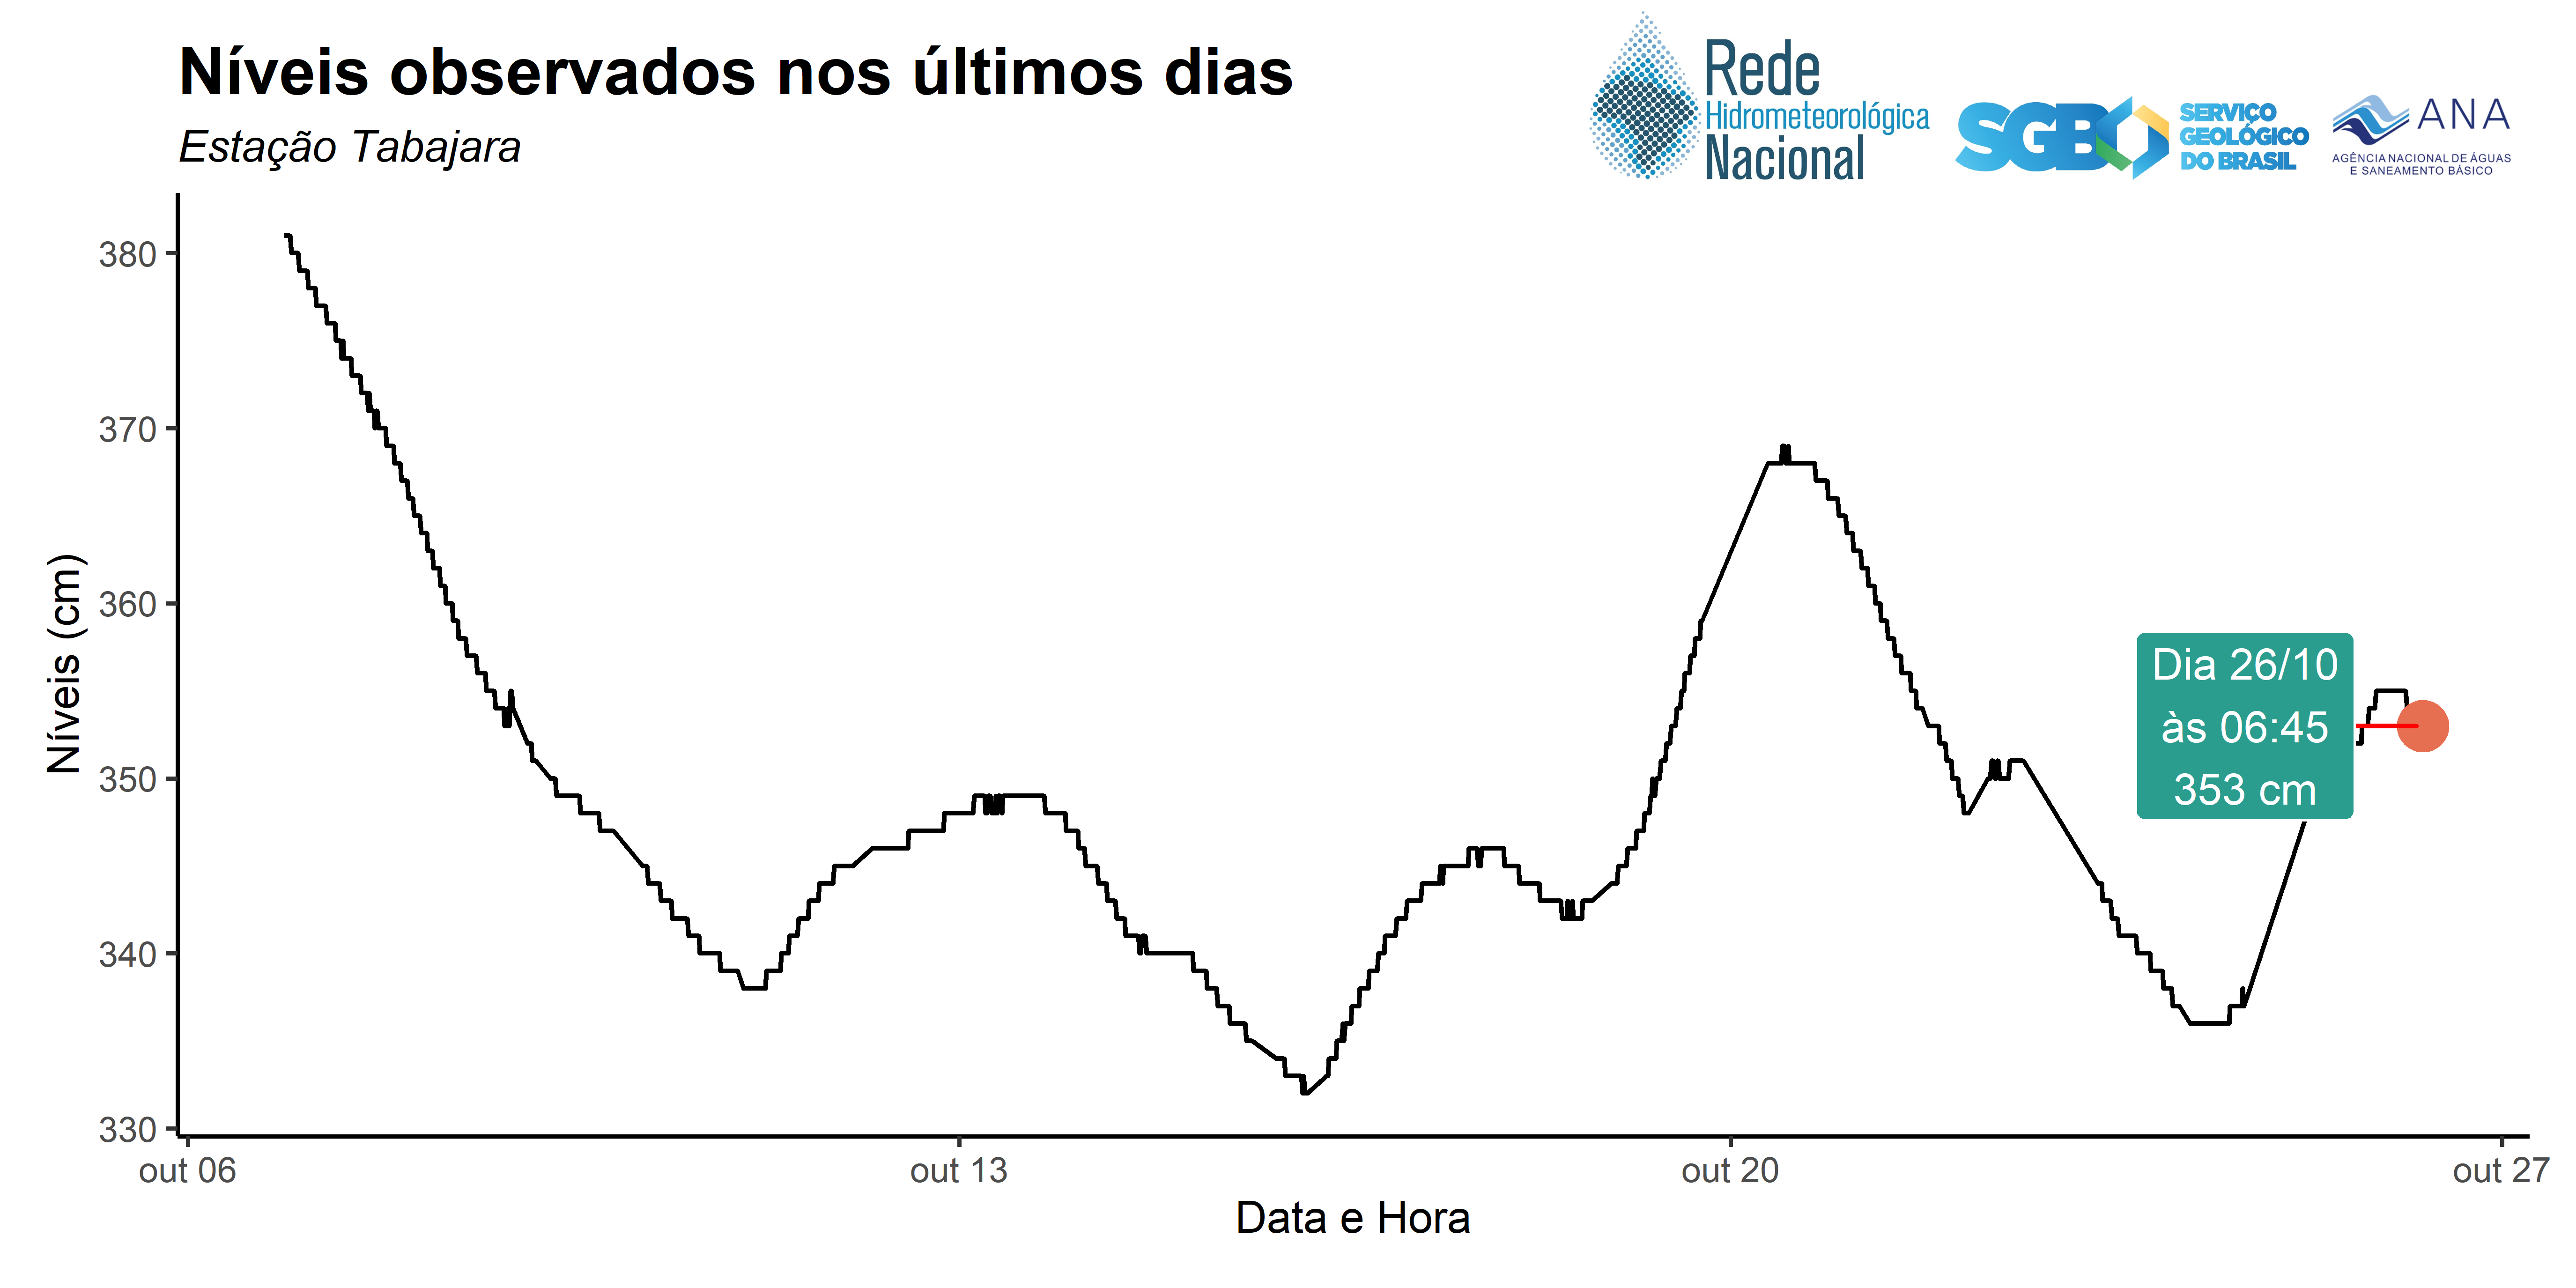 Níveis observados nos últimos dias
Estação Tabajara
Rede
Hidrometeorológica
Nacional
SGB
SERVIÇO
GEOLÓGICO
DO BRASIL
ANA
AGÊNCIA NACIONAL DE ÁGUAS
E SANEAMENTO BÁSICO
Níveis (cm)
380
370
360
350
340
330
Dia 26/10
às 06:45
353 cm
out 06
out 13
out 20
out 27
Data e Hora